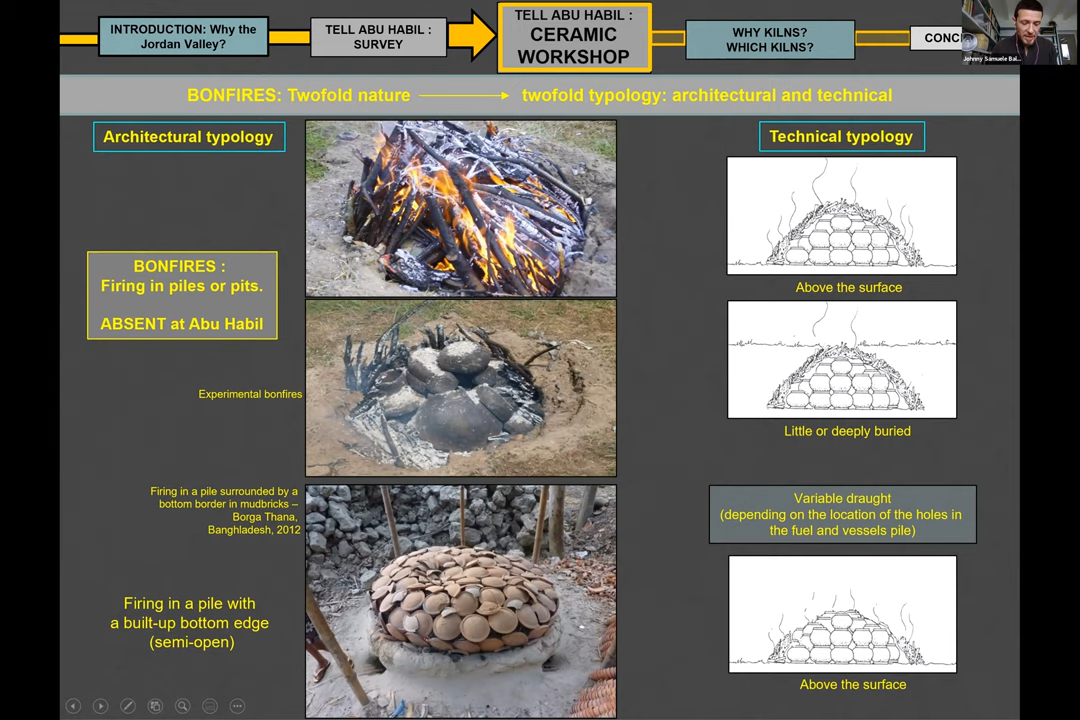 INTRODUCTION: Why the
Jordan Valley?
TELL ABU HABIL :
SURVEY
TELL ABU HABIL :
CERAMIC
WORKSHOP
WHY KILNS?
WHICH KILNS?
CONC
Johnny Samuele Bal...
BONFIRES: Twofold nature
twofold typology: architectural and technical
Architectural typology
Technical typology
BONFIRES :
Firing in piles or pits.
ABSENT at Abu Habil
Above the surface
Experimental bonfires
Little or deeply buried
Firing in a pile surrounded by a
bottom border in mudbricks –
Borga Thana,
Banghladesh, 2012
Variable draught
(depending on the location of the holes in
the fuel and vessels pile)
Firing in a pile with
a built-up bottom edge
(semi-open)
Above the surface